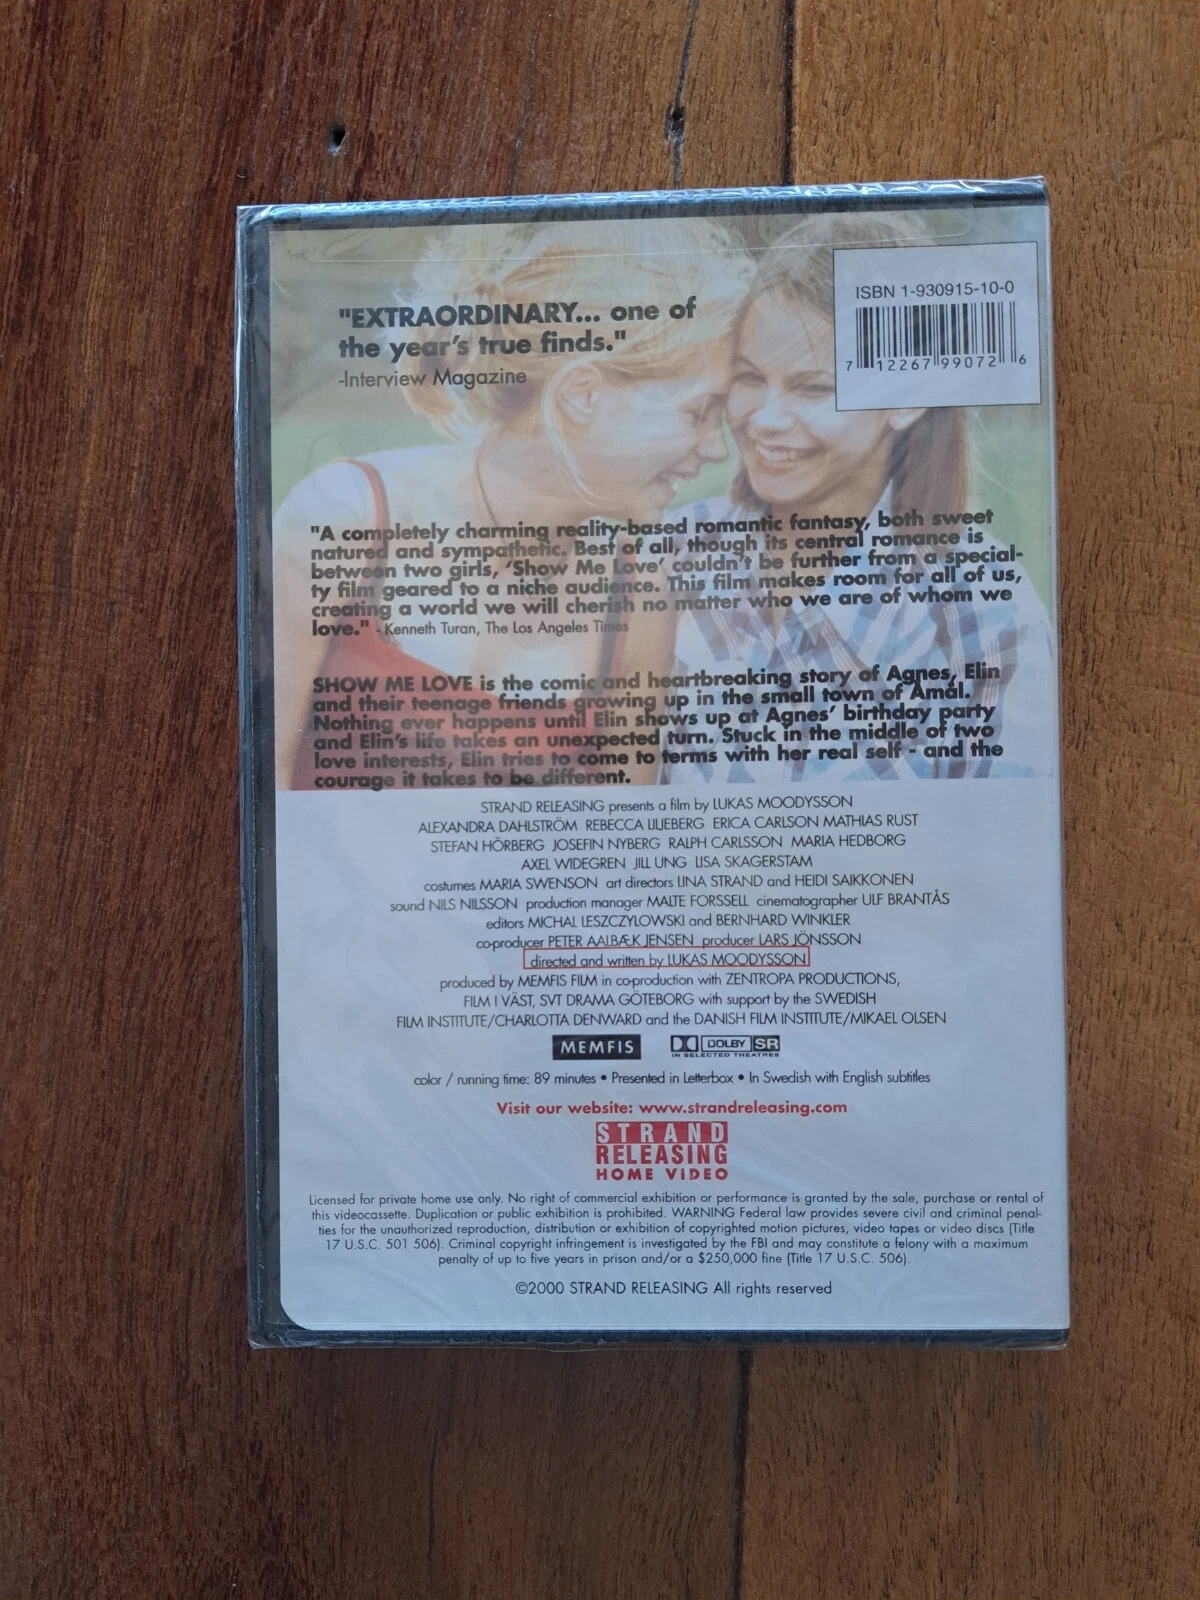 "EXTRAORDINARY... one of
the year's true finds."
-Interview Magazine
ISBN 1-930915-10-0
7 12267 99072 6
"A completely charming reality-based romantic fantasy, both sweet
natured and sympathetic. Best of all, though its central romance is
between two girls, 'Show Me Love' couldn't be further from a special-
ty film geared to a niche audience. This film makes room for all of us,
creating a world we will cherish no matter who we are of whom we
love." - Kenneth Turan, The Los Angeles Times
SHOW ME LOVE is the comic and heartbreaking story of Agnes, Elin
and their teenage friends growing up in the small town of Åmål.
Nothing ever happens until Elin shows up at Agnes' birthday party
and Elin's life takes an unexpected turn. Stuck in the middle of two
love interests, Elin tries to come to terms with her real self - and the
courage it takes to be different.
STRAND RELEASING presents a film by LUKAS MOODYSSON
ALEXANDRA DAHLSTRÖM REBECCA LILJEBERG ERICA CARLSON MATHIAS RUST
STEFAN HÖRBERG JOSEFIN NYBERG RALPH CARLSSON MARIA HEDBORG
AXEL WIDEGREN JILL UNG LISA SKAGERSTAM
costumes MARIA SWENSON art directors LINA STRAND and HEIDI SAIKKONEN
sound NILS NILSSON production manager MALTE FORSSELL cinematographer ULF BRANTÅS
editors MICHAL LESZCZYLOWSKI and BERNHARD WINKLER
co-producer PETER AALBÆK JENSEN producer LARS JÖNSSON
directed and written by LUKAS MOODYSSON
produced by MEMFIS FILM in co-production with ZENTROPA PRODUCTIONS,
FILM I VÄST, SVT DRAMA GÖTEBORG with support by the SWEDISH
FILM INSTITUTE/CHARLOTTA DENWARD and the DANISH FILM INSTITUTE/MIKAEL OLSEN
MEMFIS DOLBY SR
IN SELECTED THEATRES
color / running time: 89 minutes • Presented in Letterbox • In Swedish with English subtitles
Visit our website: www.strandreleasing.com
STRAND
RELEASING
HOME VIDEO
Licensed for private home use only. No right of commercial exhibition or performance is granted by the sale, purchase or rental of
this videocassette. Duplication or public exhibition is prohibited. WARNING Federal law provides severe civil and criminal penal-
ties for the unauthorized reproduction, distribution or exhibition of copyrighted motion pictures, video tapes or video discs (Title
17 U.S.C. 501 506). Criminal copyright infringement is investigated by the FBI and may constitute a felony with a maximum
penalty of up to five years in prison and/or a $250,000 fine (Title 17 U.S.C. 506).
©2000 STRAND RELEASING All rights reserved